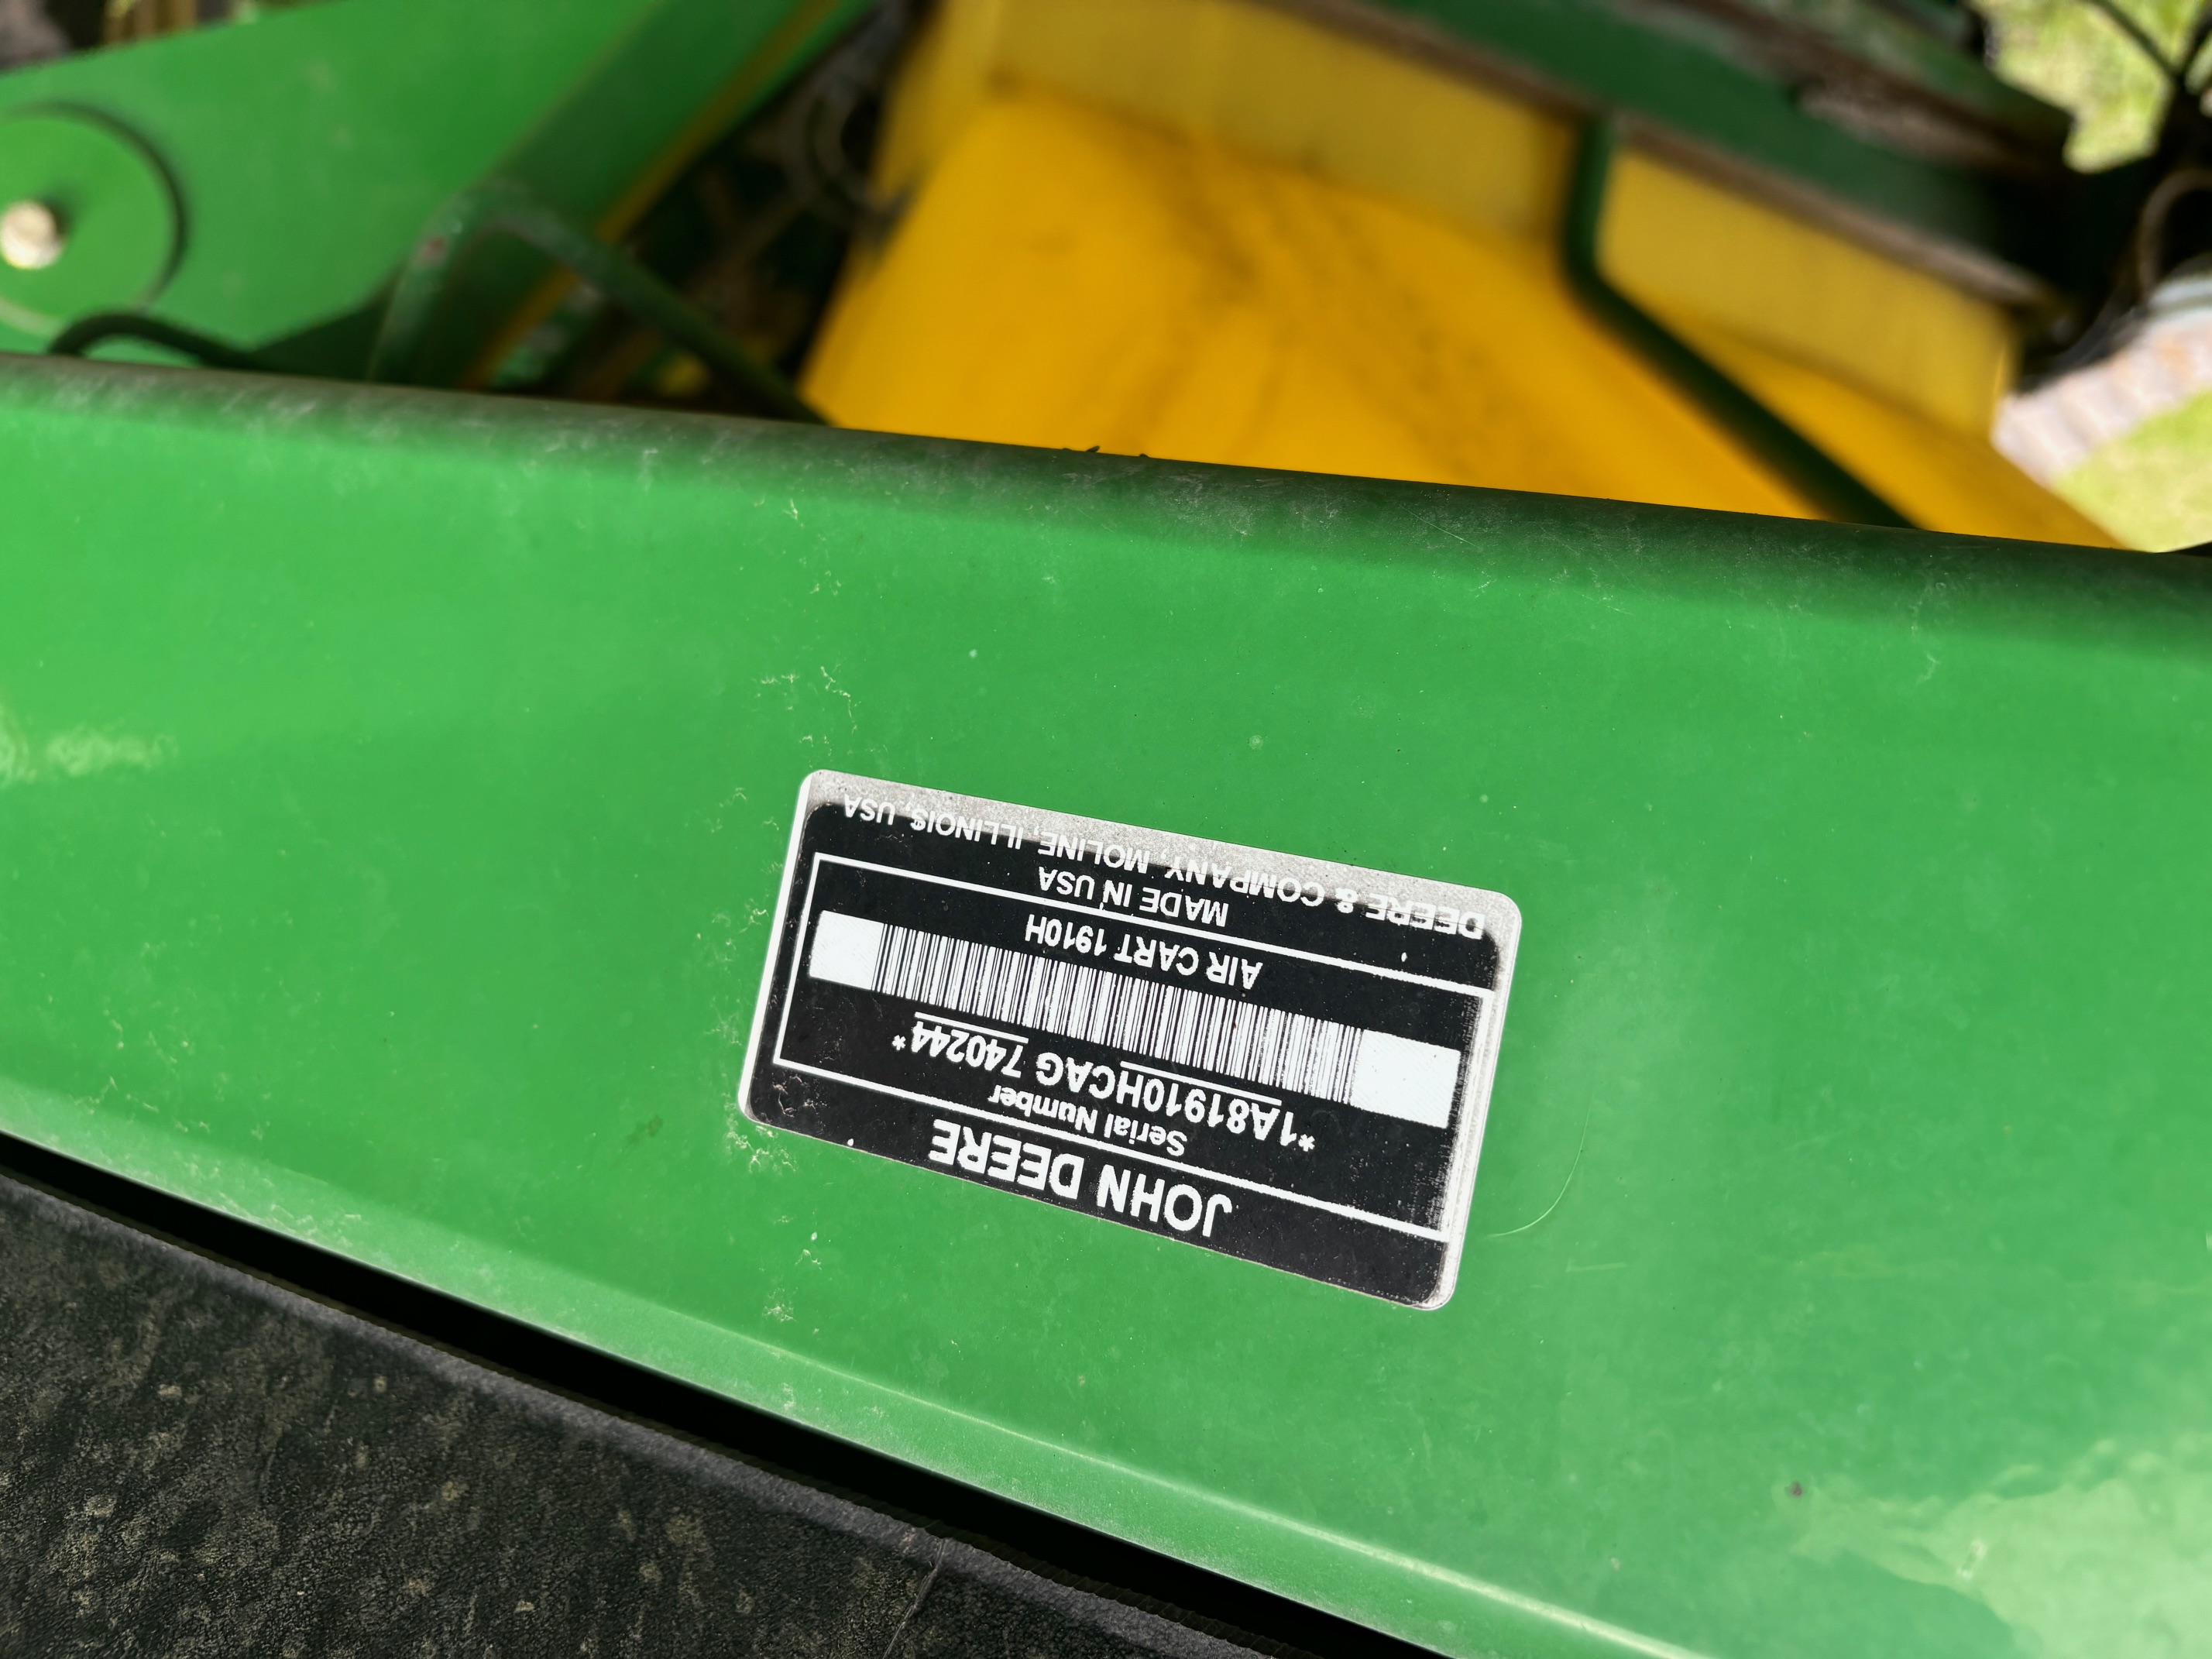 JOHN DEERE
Serial Number
*1A81910HCAG 740244*
AIR CART 1910H
MADE IN USA
DEERE & COMPANY, MOLINE, ILLINOIS, USA